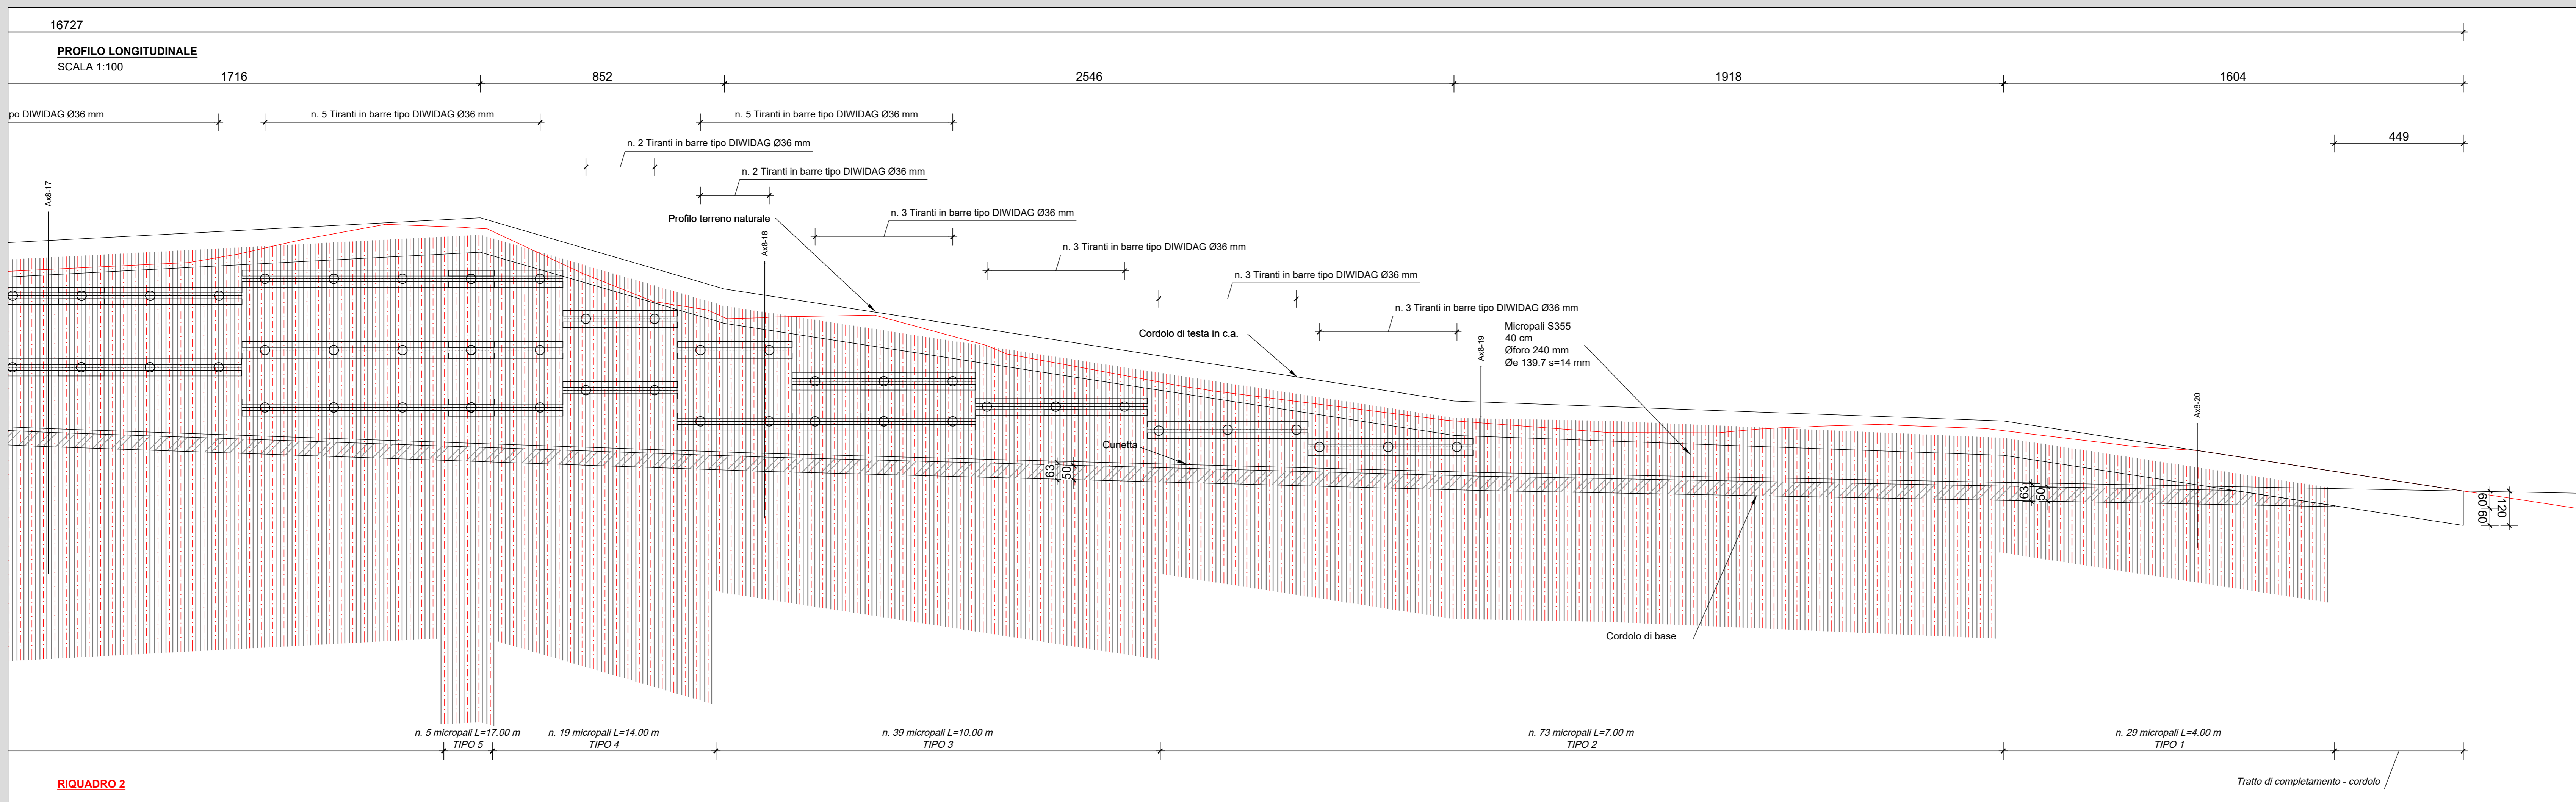 16727
PROFILO LONGITUDINALE
SCALA 1:100
1716
852
2546
1918
1604
po DIWIDAG Ø36 mm
n. 5 Tiranti in barre tipo DIWIDAG Ø36 mm
n. 5 Tiranti in barre tipo DIWIDAG Ø36 mm
449
n. 2 Tiranti in barre tipo DIWIDAG Ø36 mm
n. 2 Tiranti in barre tipo DIWIDAG Ø36 mm
Ax8-17
Profilo terreno naturale
n. 3 Tiranti in barre tipo DIWIDAG Ø36 mm
Ax8-18
n. 3 Tiranti in barre tipo DIWIDAG Ø36 mm
n. 3 Tiranti in barre tipo DIWIDAG Ø36 mm
n. 3 Tiranti in barre tipo DIWIDAG Ø36 mm
Cordolo di testa in c.a.
Micropali S355
40 cm
Øforo 240 mm
Øe 139.7 s=14 mm
Ax8-19
Ax8-20
Cunetta
63
50
63
50
60
60
120
Cordolo di base
n. 5 micropali L=17.00 m
TIPO 5
n. 19 micropali L=14.00 m
TIPO 4
n. 39 micropali L=10.00 m
TIPO 3
n. 73 micropali L=7.00 m
TIPO 2
n. 29 micropali L=4.00 m
TIPO 1
RIQUADRO 2
Tratto di completamento - cordolo